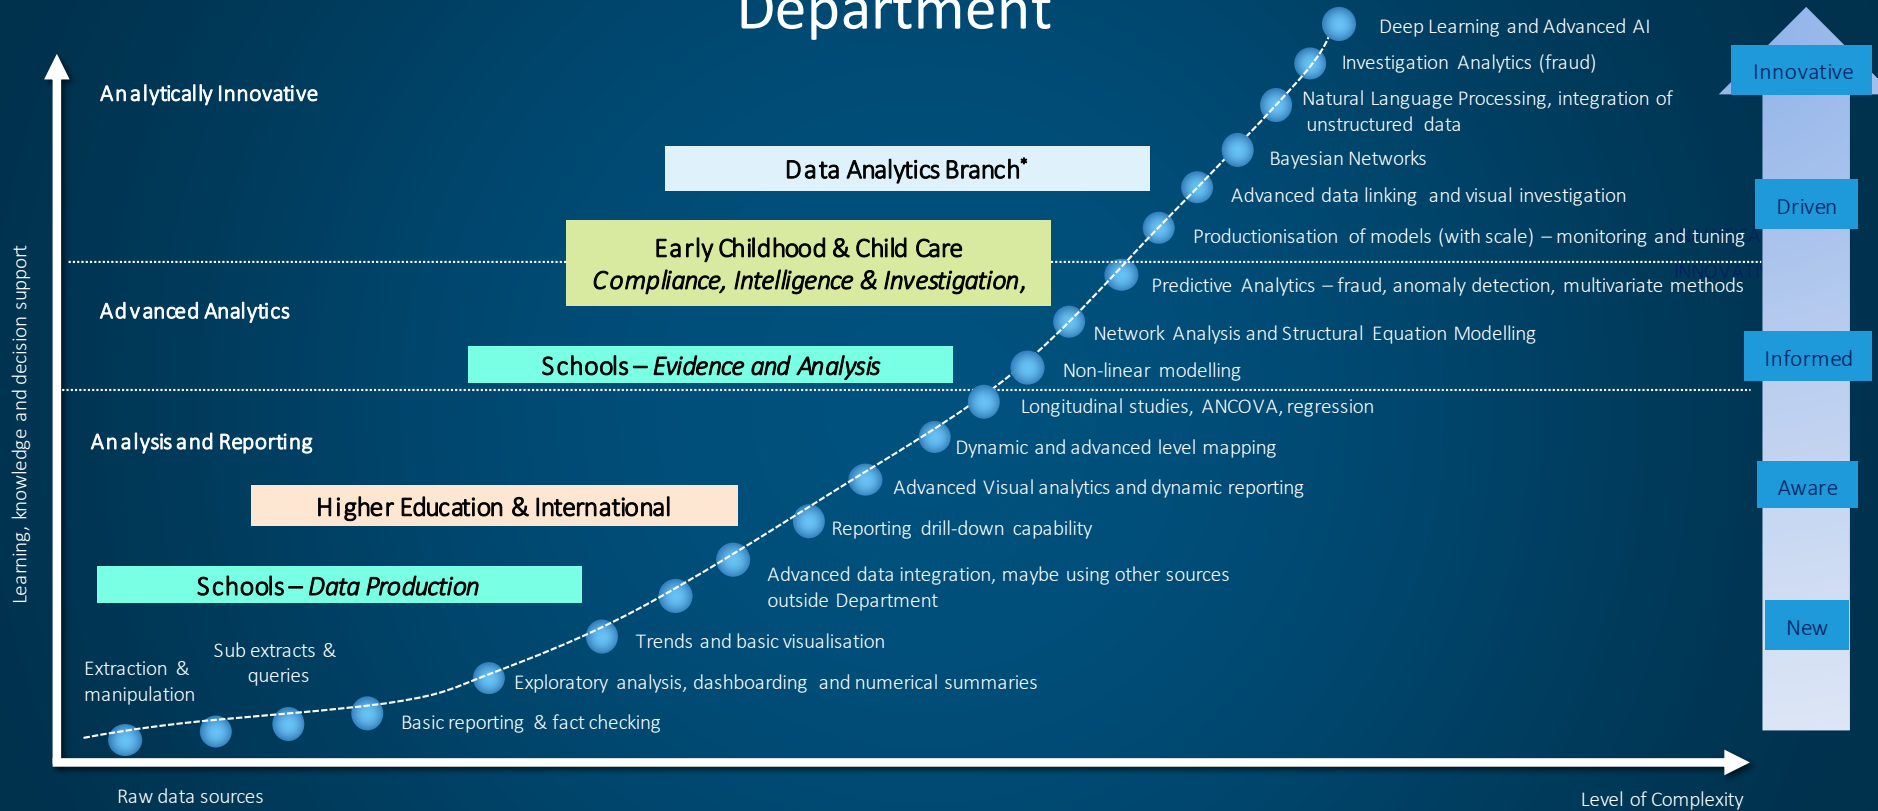 Department
Deep Learning and Advanced AI
Investigation Analytics (fraud)
Innovative
Analytically Innovative
Natural Language Processing, integration of
unstructured data
Data Analytics Branch*
Bayesian Networks
Advanced data linking and visual investigation
Driven
Early Childhood & Child Care
Compliance, Intelligence & Investigation,
Productionisation of models (with scale) – monitoring and tuning
Predictive Analytics – fraud, anomaly detection, multivariate methods
Advanced Analytics
Network Analysis and Structural Equation Modelling
Informed
Schools – Evidence and Analysis
Non-linear modelling
Longitudinal studies, ANCOVA, regression
Analysis and Reporting
Dynamic and advanced level mapping
Advanced Visual analytics and dynamic reporting
Aware
Higher Education & International
Reporting drill-down capability
Schools – Data Production
Advanced data integration, maybe using other sources
outside Department
New
Trends and basic visualisation
Sub extracts &
queries
Extraction &
manipulation
Exploratory analysis, dashboarding and numerical summaries
Basic reporting & fact checking
Learning, knowledge and decision support
Raw data sources
Level of Complexity